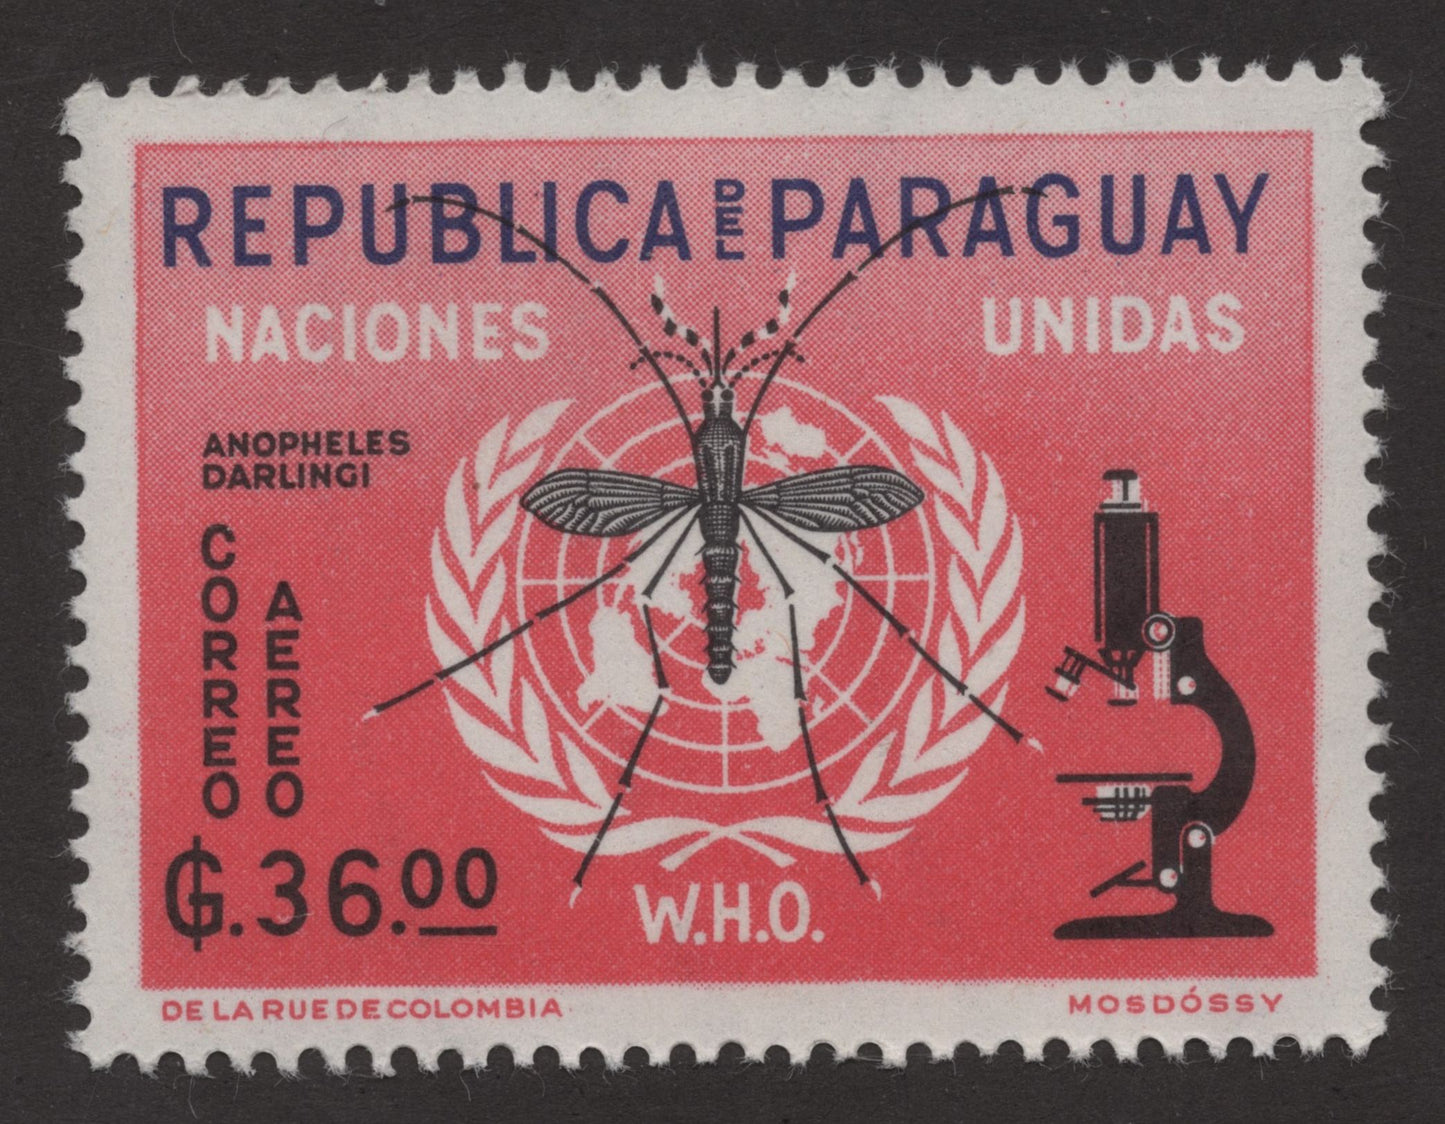 REPUBLICA DEL PARAGUAY
NACIONES UNIDAS
ANOPHELES
DARLINGI
CORREO
AEREO
₲.36.00
W.H.O.
DE LA RUE DE COLOMBIA
MOSDÓSSY